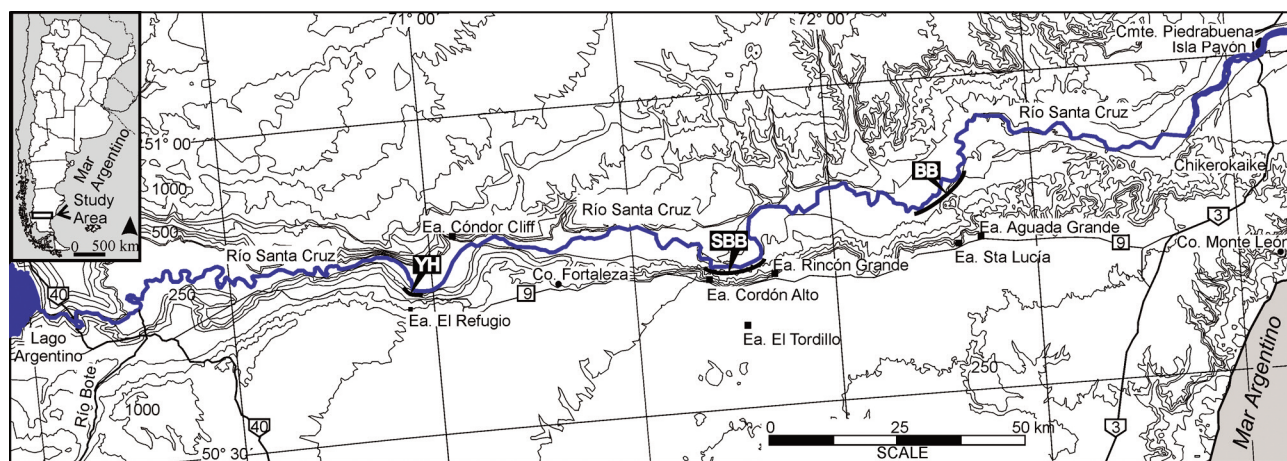 71° 00'
72° 00'
Cmte. Piedrabuena
Isla Pavón
Río Santa Cruz
51° 00'
Mar Argentino
Study
Area
0 500 km
1000
500
BB
Chikerokaike
3
Río Santa Cruz
Ea. Cóndor Cliff
SBB
Ea. Aguada Grande
9
Río Santa Cruz
YH
Co. Fortaleza
Ea. Rincón Grande
Ea. Sta Lucía
Co. Monte León
40
250
9
Ea. Cordón Alto
Ea. El Refugio
Lago
Argentino
Ea. El Tordillo
Río Bote
250
Mar Argentino
1000
40
0 25 50 km
SCALE
3
50° 30'